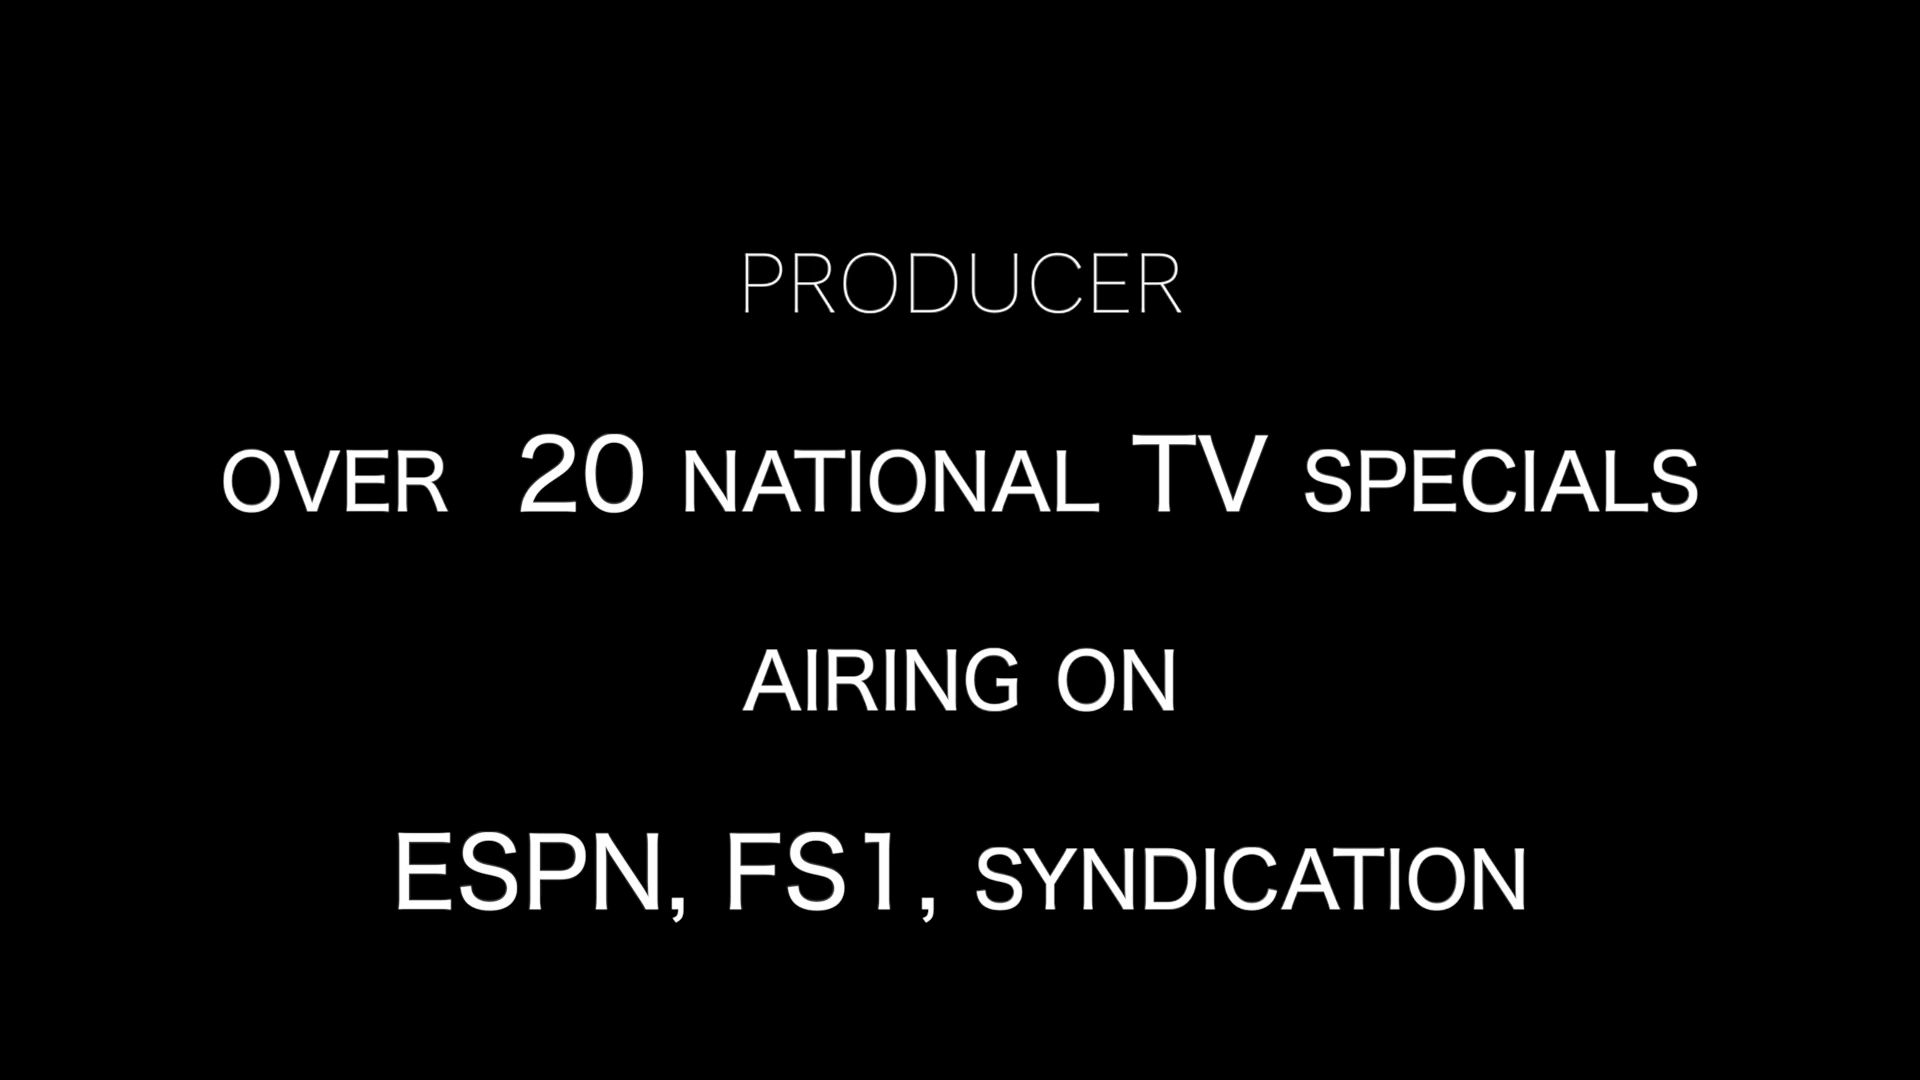 PRODUCER
OVER  20 NATIONAL TV SPECIALS
AIRING ON
ESPN, FS1, SYNDICATION